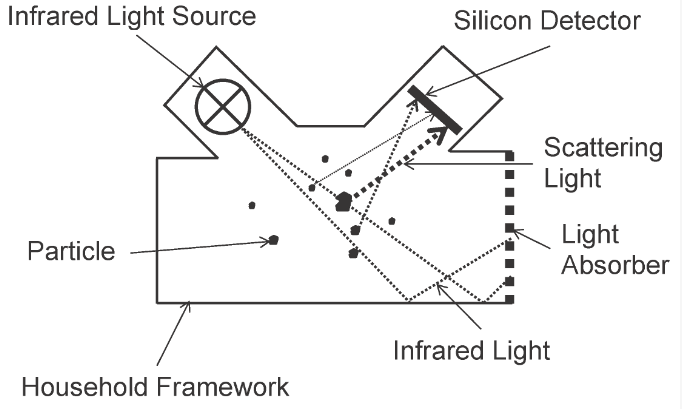 Infrared Light Source
Silicon Detector
Scattering
Light
Particle
Light
Absorber
Infrared Light
Household Framework